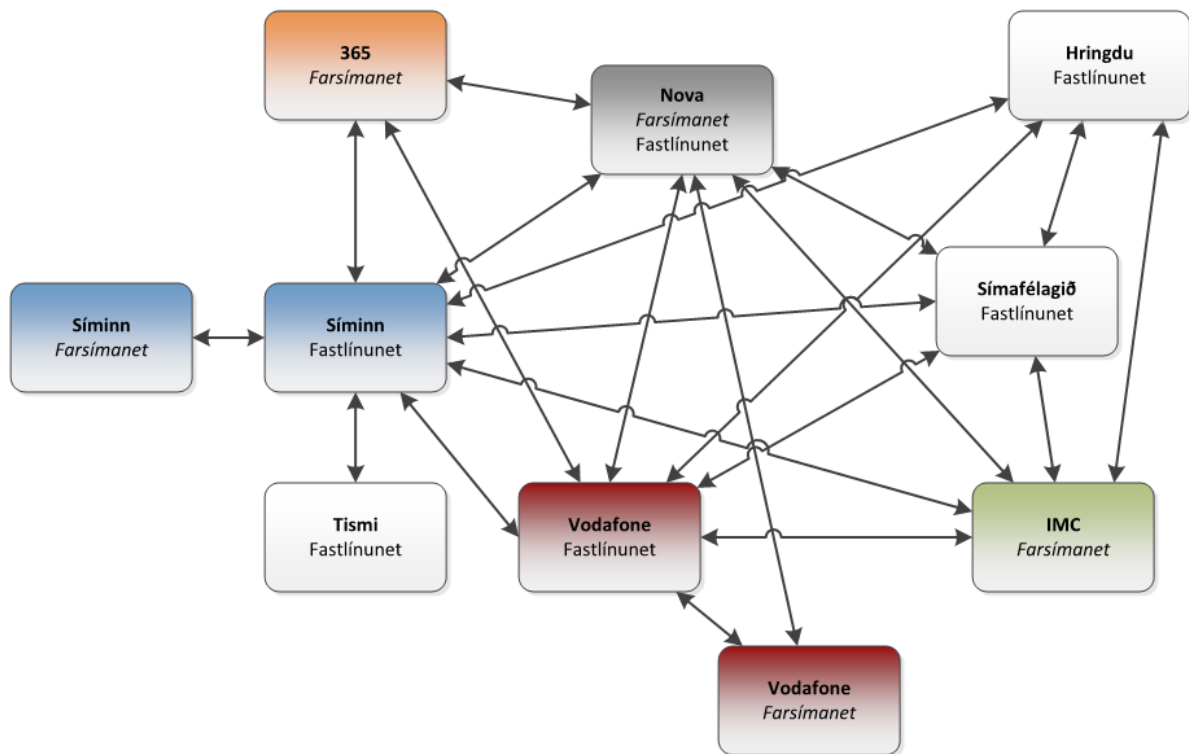 365
Farsímanet
Nova
Farsímanet
Fastlínunet
Hringdu
Fastlínunet
Síminn
Farsímanet
Síminn
Fastlínunet
Símafélagið
Fastlínunet
Tismi
Fastlínunet
Vodafone
Fastlínunet
IMC
Farsímanet
Vodafone
Farsímanet